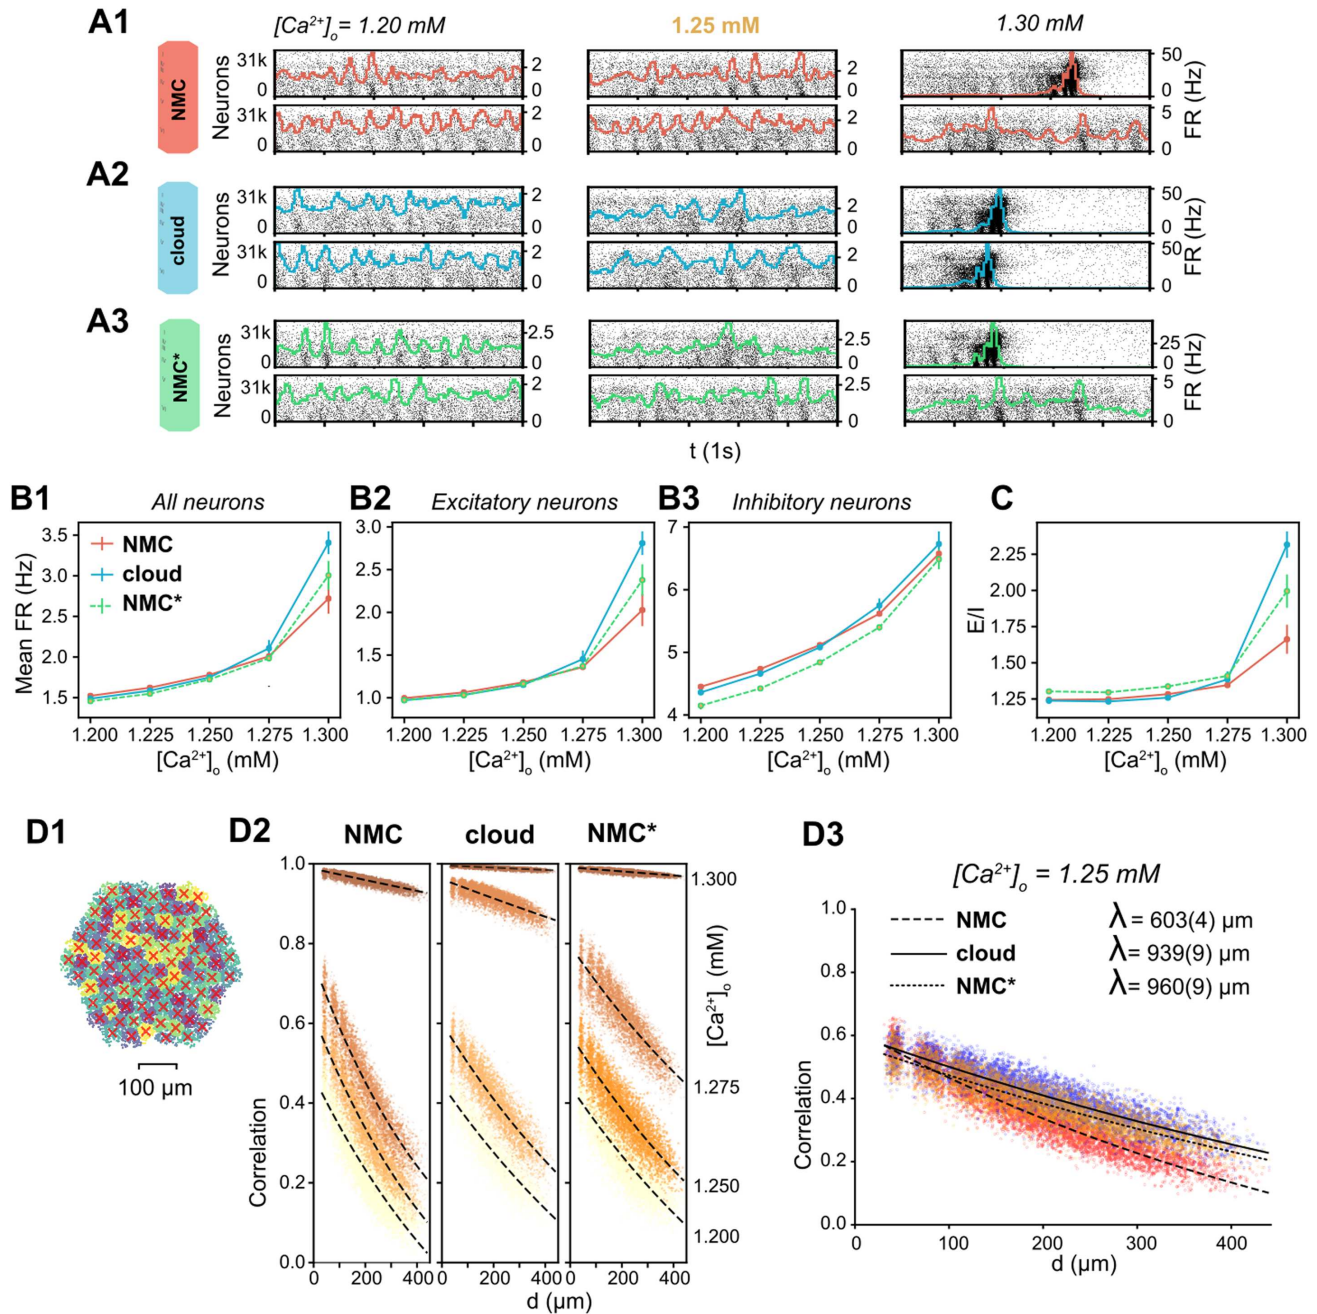 A1
[Ca²⁺]ₒ= 1.20 mM 1.25 mM 1.30 mM
NMC
Neurons 31k 0 2 0 2 0 50 0
Neurons 31k 0 2 0 2 0 5 0
FR (Hz)
A2
cloud
Neurons 31k 0 2 0 2 0 50 0
Neurons 31k 0 2 0 2 0 50 0
FR (Hz)
A3
NMC*
Neurons 31k 0 2.5 0 2.5 0 25 0
Neurons 31k 0 2 0 2.5 0 5 0
FR (Hz)
t (1s)
B1 All neurons
Mean FR (Hz)
3.5
3.0
2.5
2.0
1.5
NMC
cloud
NMC*
1.200 1.225 1.250 1.275 1.300
[Ca²⁺]ₒ (mM)
B2 Excitatory neurons
3.0
2.5
2.0
1.5
1.0
1.200 1.225 1.250 1.275 1.300
[Ca²⁺]ₒ (mM)
B3 Inhibitory neurons
7
6
5
4
1.200 1.225 1.250 1.275 1.300
[Ca²⁺]ₒ (mM)
C
E/I
2.25
2.00
1.75
1.50
1.25
1.200 1.225 1.250 1.275 1.300
[Ca²⁺]ₒ (mM)
D1
100 µm
D2 NMC cloud NMC*
Correlation
1.0
0.8
0.6
0.4
0.2
0.0
0 200 400 0 200 400 0 200 400
d (µm)
1.300
1.275
1.250
1.200
[Ca²⁺]ₒ (mM)
D3
[Ca²⁺]ₒ = 1.25 mM
NMC λ= 603(4) µm
cloud λ= 939(9) µm
NMC* λ= 960(9) µm
Correlation
1.0
0.8
0.6
0.4
0.2
0.0
0 100 200 300 400
d (µm)